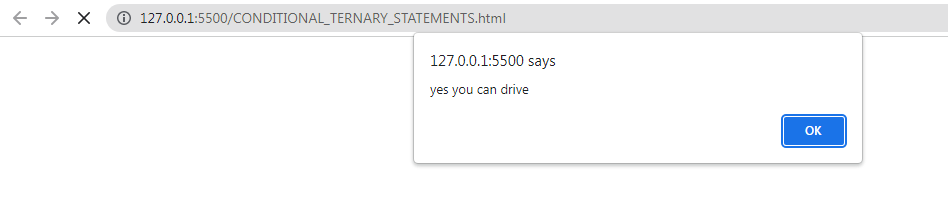 127.0.0.1:5500/CONDITIONAL_TERNARY_STATEMENTS.html
127.0.0.1:5500 says
yes you can drive
OK